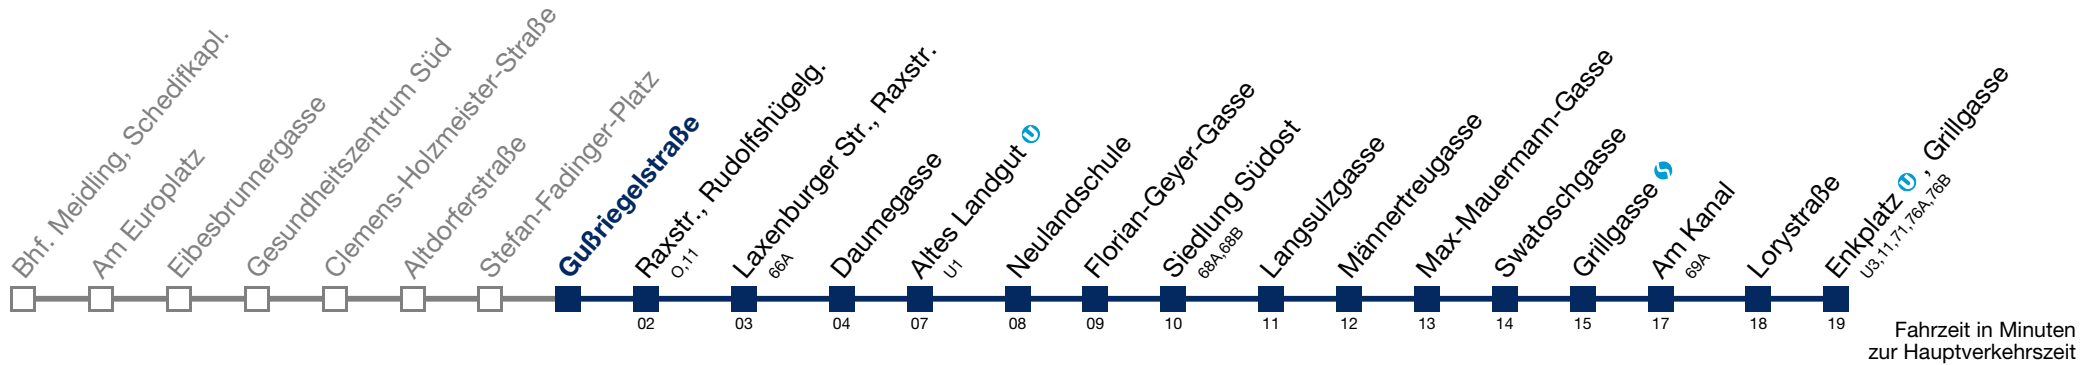 Bhf. Meidling, Schedifkapl.
Am Europlatz
Eibesbrunnergasse
Gesundheitszentrum Süd
Clemens-Holzmeister-Straße
Altdorferstraße
Stefan-Fadinger-Platz
Gußriegelstraße
Raxstr., Rudolfshügelg.
O,11
Laxenburger Str., Raxstr.
66A
Daumegasse
Altes Landgut U
U1
Neulandschule
Florian-Geyer-Gasse
Siedlung Südost
68A,68B
Langsulzgasse
Männertreugasse
Max-Mauermann-Gasse
Swatoschgasse
Grillgasse
Am Kanal
69A
Lorystraße
Enkplatz U , Grillgasse
U3,11,71,76A,76B
02 03 04 07 08 09 10 11 12 13 14 15 17 18 19
Fahrzeit in Minuten
zur Hauptverkehrszeit